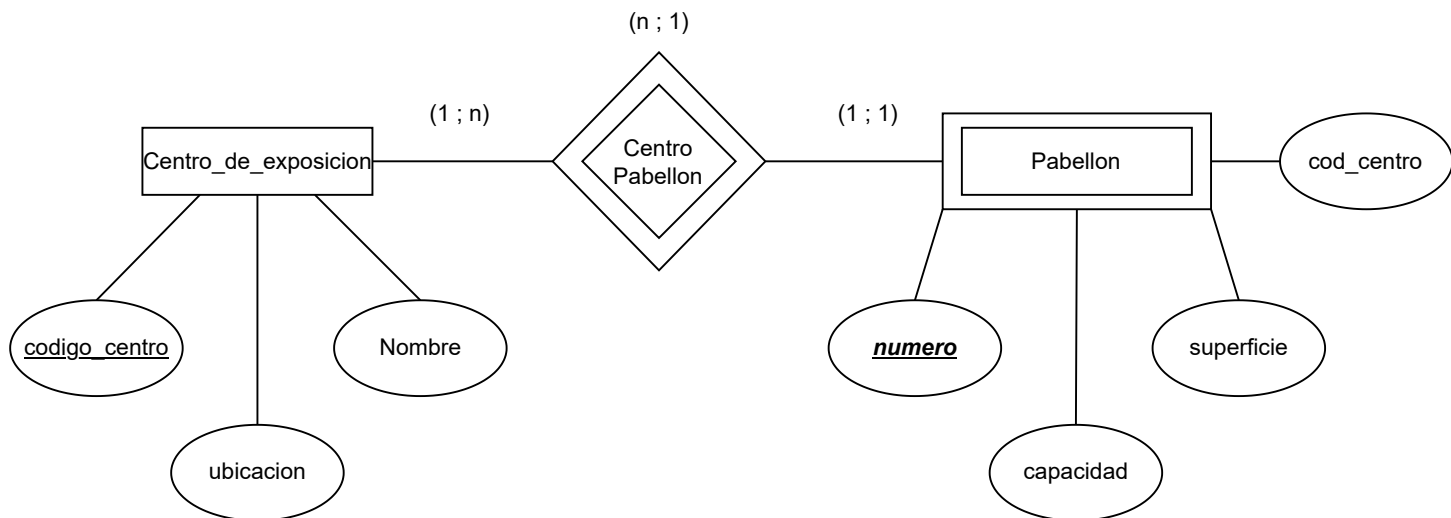 (n ; 1)
(1 ; n)
(1 ; 1)
Centro_de_exposicion
Centro
Pabellon
Pabellon
cod_centro
codigo_centro
Nombre
numero
superficie
ubicacion
capacidad